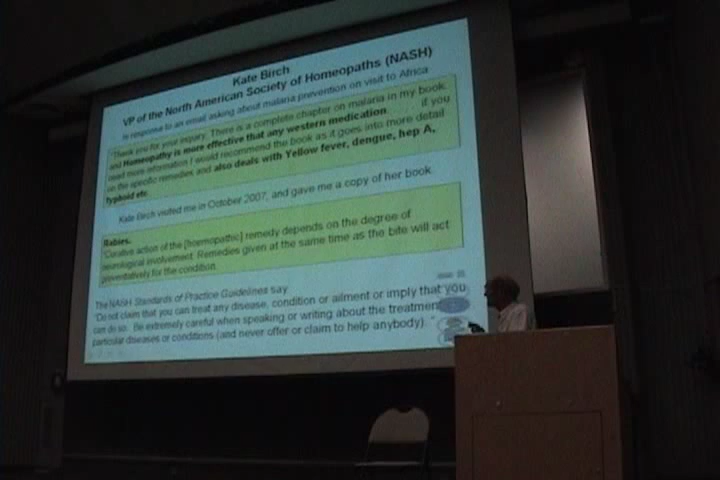 Kate Birch
VP of the North American Society of Homeopaths (NASH)
In response to an email asking about malaria prevention on visit to Africa
"Thank you for your inquiry. There is a complete chapter on malaria in my book.
and Homeopathy is more effective that any western medication. If you
need more information I would recommend the book as it goes into more detail
on the specific remedies and also deals with Yellow fever, dengue, hep A,
typhoid etc.
Kate Birch visited me in October 2007, and gave me a copy of her book.
Rabies.
"Curative action of the [hoemopathic] remedy depends on the degree of
neurological involvement. Remedies given at the same time as the bite will act
preventatively for the condition.
The NASH Standards of Practice Guidelines say:
"Do not claim that you can treat any disease, condition or ailment or imply that you
can do so. Be extremely careful when speaking or writing about the treatment
particular diseases or conditions (and never offer or claim to help anybody)."